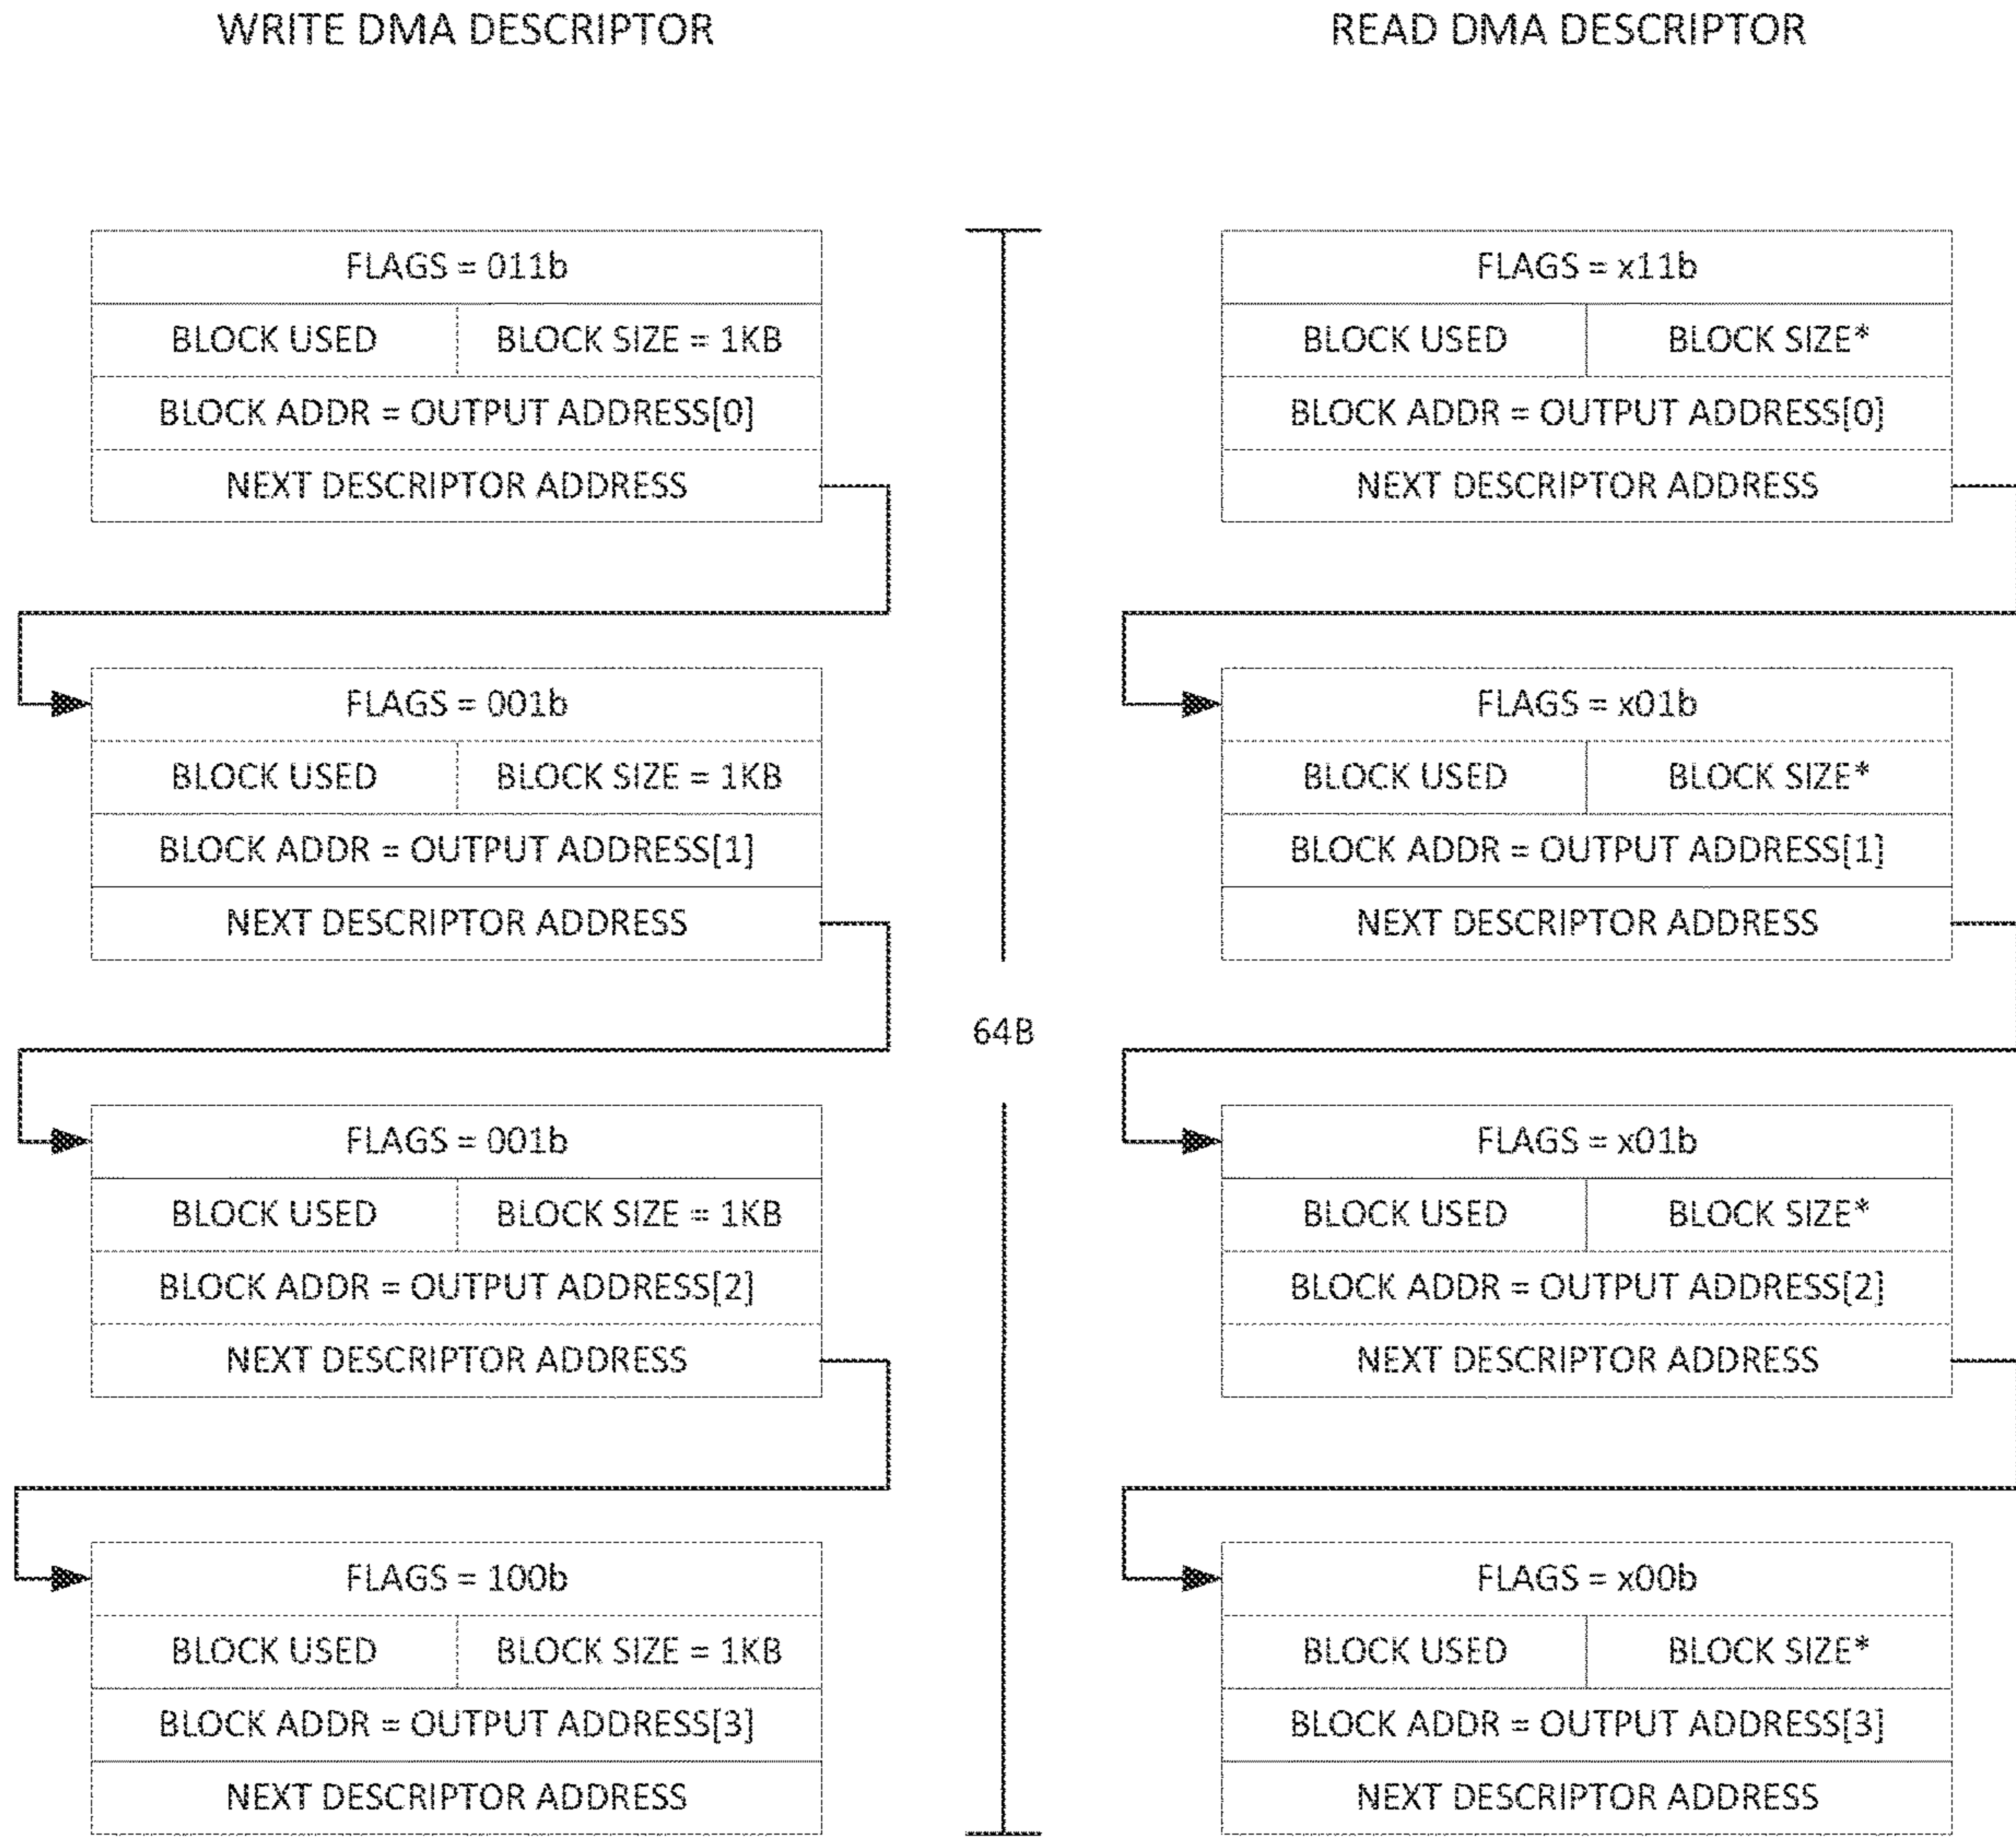 WRITE DMA DESCRIPTOR
READ DMA DESCRIPTOR
FLAGS = 011b
BLOCK USED
BLOCK SIZE = 1KB
BLOCK ADDR = OUTPUT ADDRESS[0]
NEXT DESCRIPTOR ADDRESS
FLAGS = 001b
BLOCK USED
BLOCK SIZE = 1KB
BLOCK ADDR = OUTPUT ADDRESS[1]
NEXT DESCRIPTOR ADDRESS
FLAGS = 001b
BLOCK USED
BLOCK SIZE = 1KB
BLOCK ADDR = OUTPUT ADDRESS[2]
NEXT DESCRIPTOR ADDRESS
FLAGS = 100b
BLOCK USED
BLOCK SIZE = 1KB
BLOCK ADDR = OUTPUT ADDRESS[3]
NEXT DESCRIPTOR ADDRESS
64B
FLAGS = x11b
BLOCK USED
BLOCK SIZE*
BLOCK ADDR = OUTPUT ADDRESS[0]
NEXT DESCRIPTOR ADDRESS
FLAGS = x01b
BLOCK USED
BLOCK SIZE*
BLOCK ADDR = OUTPUT ADDRESS[1]
NEXT DESCRIPTOR ADDRESS
FLAGS = x01b
BLOCK USED
BLOCK SIZE*
BLOCK ADDR = OUTPUT ADDRESS[2]
NEXT DESCRIPTOR ADDRESS
FLAGS = x00b
BLOCK USED
BLOCK SIZE*
BLOCK ADDR = OUTPUT ADDRESS[3]
NEXT DESCRIPTOR ADDRESS